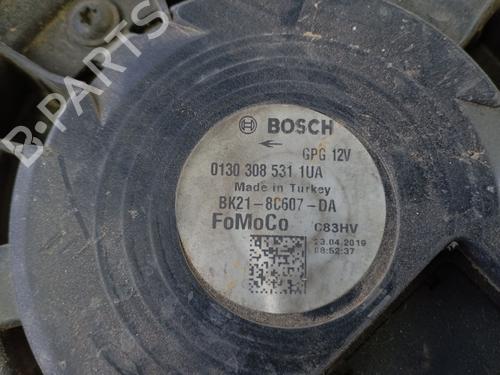 B-PARTS
BOSCH
GPG 12V
0130 308 531 1UA
Made in Turkey
BK21-8C607-DA
FoMoCo C83HV
23.04.2019
08:52:37